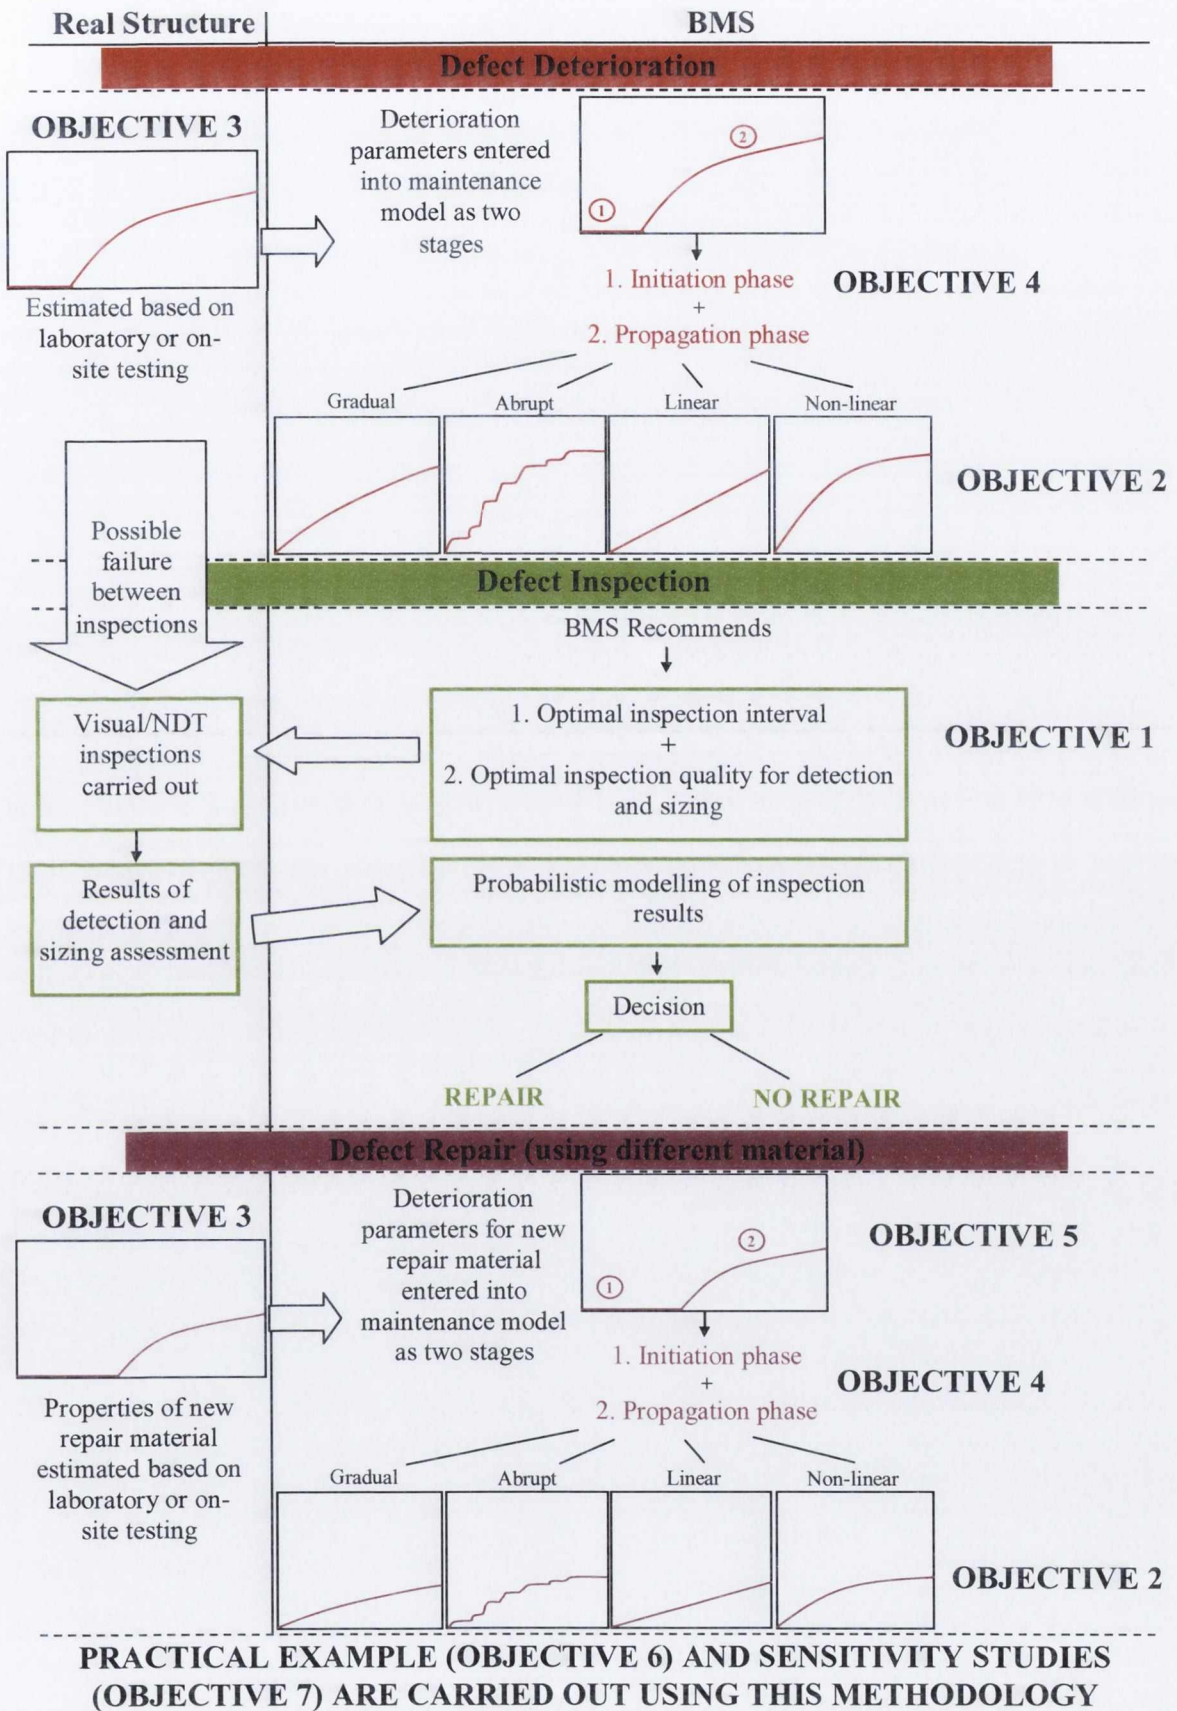 Real Structure
BMS
Defect Deterioration
OBJECTIVE 3
Estimated based on
laboratory or on-
site testing
Deterioration
parameters entered
into maintenance
model as two
stages
1
2
1. Initiation phase
+
2. Propagation phase
OBJECTIVE 4
Gradual
Abrupt
Linear
Non-linear
OBJECTIVE 2
Possible
failure
between
inspections
Defect Inspection
BMS Recommends
1. Optimal inspection interval
+
2. Optimal inspection quality for detection
and sizing
OBJECTIVE 1
Visual/NDT
inspections
carried out
Results of
detection and
sizing assessment
Probabilistic modelling of inspection
results
Decision
REPAIR
NO REPAIR
Defect Repair (using different material)
OBJECTIVE 3
Properties of new
repair material
estimated based on
laboratory or on-
site testing
Deterioration
parameters for new
repair material
entered into
maintenance model
as two stages
1
2
OBJECTIVE 5
1. Initiation phase
+
2. Propagation phase
OBJECTIVE 4
Gradual
Abrupt
Linear
Non-linear
OBJECTIVE 2
PRACTICAL EXAMPLE (OBJECTIVE 6) AND SENSITIVITY STUDIES
(OBJECTIVE 7) ARE CARRIED OUT USING THIS METHODOLOGY